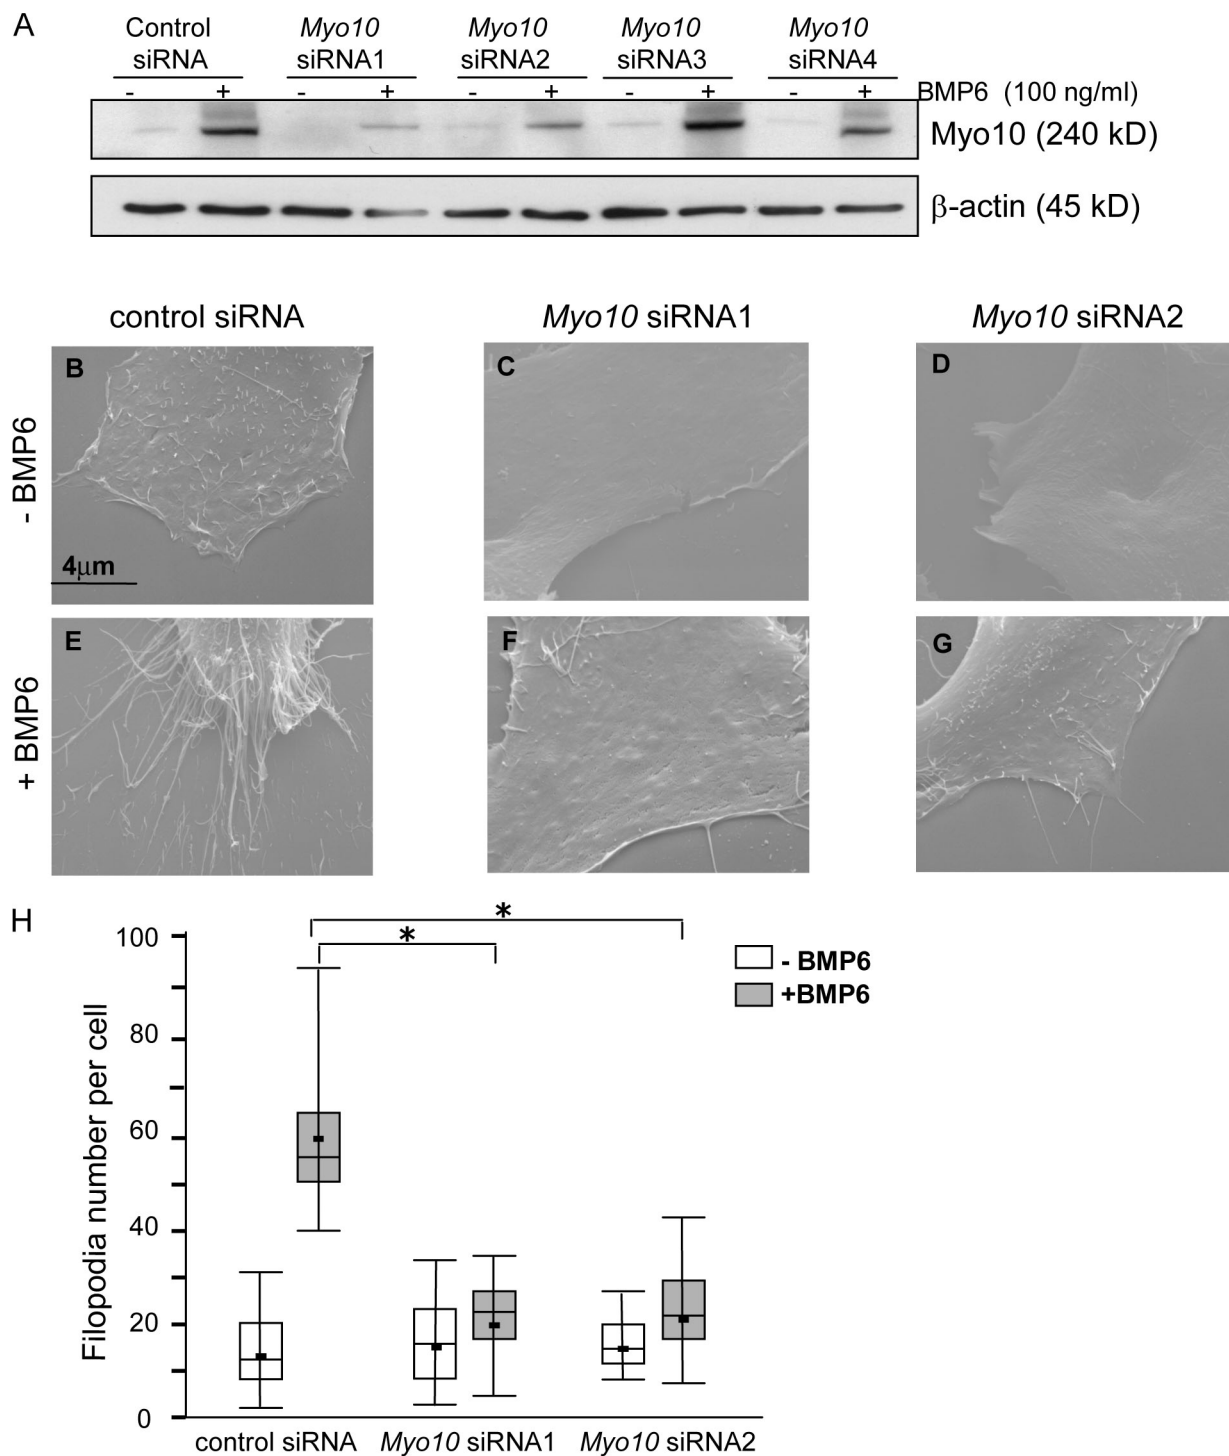 A
Control siRNA
Myo10 siRNA1
Myo10 siRNA2
Myo10 siRNA3
Myo10 siRNA4
- + - + - + - + - + BMP6 (100 ng/ml)
Myo10 (240 kD)
β-actin (45 kD)
control siRNA
Myo10 siRNA1
Myo10 siRNA2
- BMP6
B
4μm
C
D
+ BMP6
E
F
G
H
*
*
- BMP6
+BMP6
Filopodia number per cell
100
80
60
40
20
0
control siRNA
Myo10 siRNA1
Myo10 siRNA2